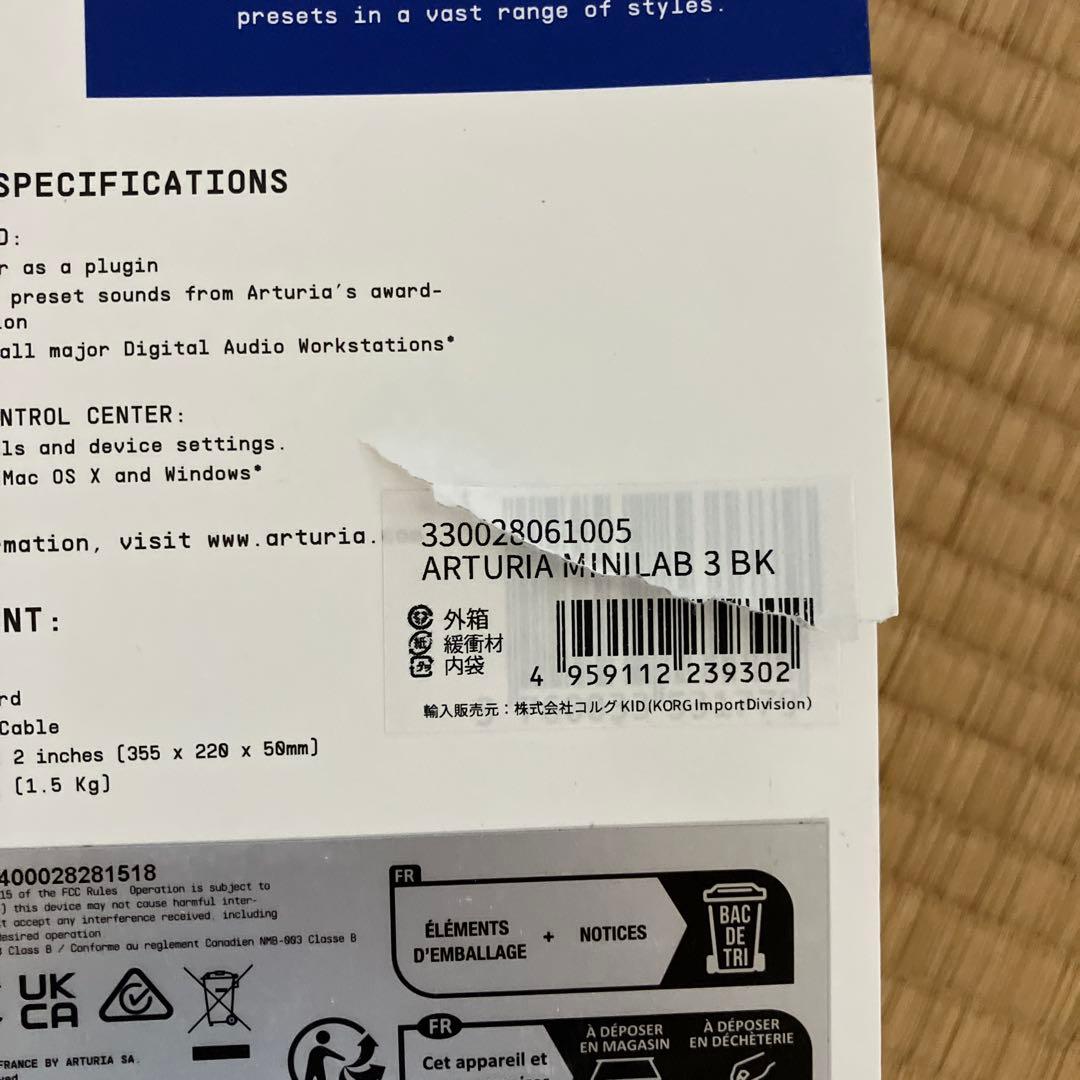 presets in a vast range of styles.
SPECIFICATIONS
r as a plugin
preset sounds from Arturia's award-
ion
all major Digital Audio Workstations*
NTROL CENTER:
ls and device settings.
Mac OS X and Windows*
mation, visit www.arturia.
330028061005
ARTURIA MINILAB 3 BK
外箱
紙 緩衝材
プラ 内袋
4 959112 239302
輸入販売元：株式会社コルグ KID (KORG Import Division)
NT:
rd
Cable
2 inches (355 x 220 x 50mm)
(1.5 Kg)
400028281518
15 of the FCC Rules Operation is subject to
) this device may not cause harmful inter-
t accept any interference received, including
desired operation
B Class B / Conforme au reglement Canadien NMB-003 Classe B
UK
CA
FRANCE BY ARTURIA SA.
FR
ÉLÉMENTS
D'EMBALLAGE
+
NOTICES
BAC
DE
TRI
FR
Cet appareil et
À DÉPOSER
EN MAGASIN
À DÉPOSER
EN DÉCHÈTERIE